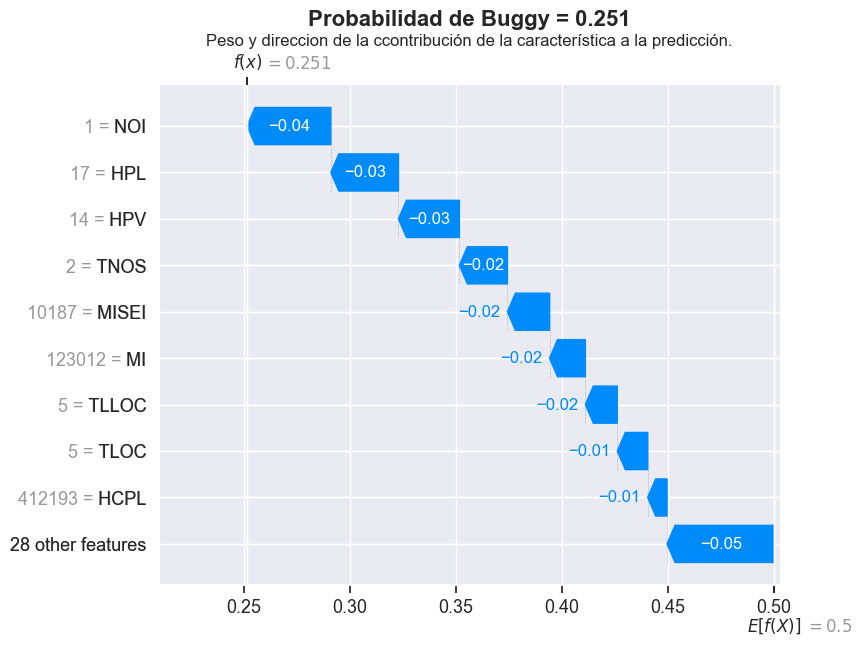 Probabilidad de Buggy = 0.251
Peso y direccion de la ccontribución de la característica a la predicción.
f(x) = 0.251
1 = NOI −0.04
17 = HPL −0.03
14 = HPV −0.03
2 = TNOS −0.02
10187 = MISEI −0.02
123012 = MI −0.02
5 = TLLOC −0.02
5 = TLOC −0.01
412193 = HCPL −0.01
28 other features −0.05
0.25 0.30 0.35 0.40 0.45 0.50
E[f(X)] = 0.5